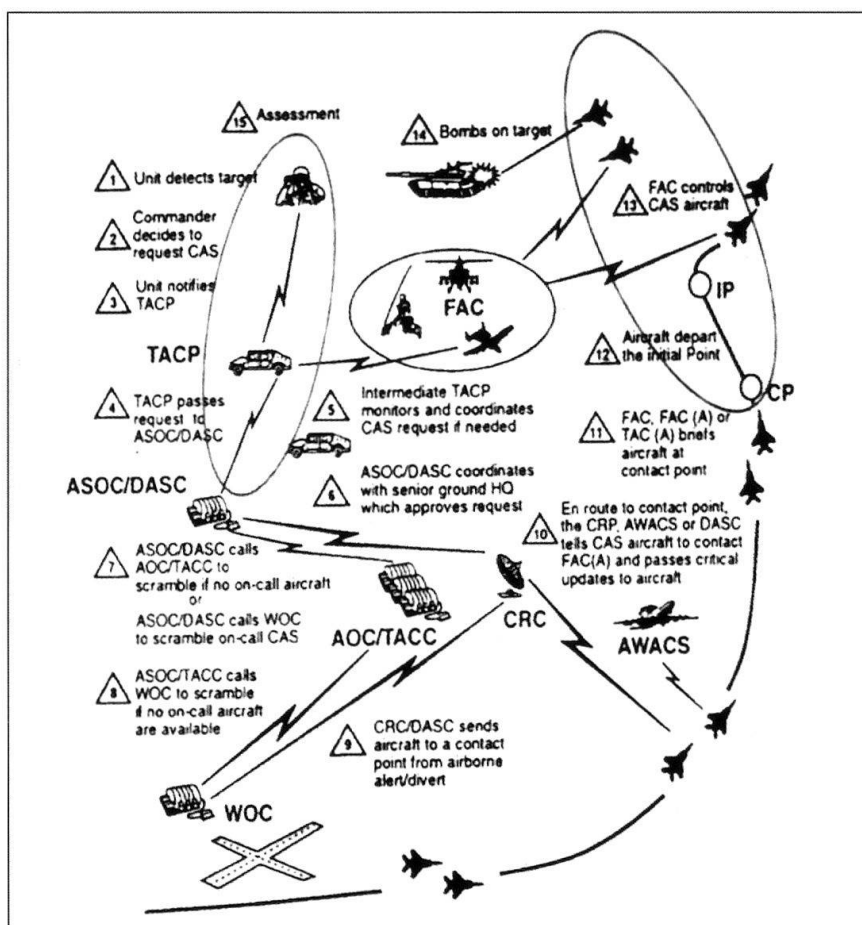 15
Assessment
14
Bombs on target
1
Unit detects target
2
Commander
decides to
request CAS
3
Unit notifies
TACP
13
FAC controls
CAS aircraft
FAC
IP
TACP
12
Aircraft depart
the Initial Point
CP
4
TACP passes
request to
ASOC/DASC
5
Intermediate TACP
monitors and coordinates
CAS request if needed
11
FAC, FAC (A) or
TAC (A) briefs
aircraft at
contact point
ASOC/DASC
6
ASOC/DASC coordinates
with senior ground HQ
which approves request
10
En route to contact point,
the CRP, AWACS or DASC
tells CAS aircraft to contact
FAC(A) and passes critical
updates to aircraft
7
ASOC/DASC calls
AOC/TACC to
scramble if no on-call aircraft
or
ASOC/DASC calls WOC
to scramble on-call CAS
AOC/TACC
CRC
AWACS
8
ASOC/TACC calls
WOC to scramble
if no on-call aircraft
are available
9
CRC/DASC sends
aircraft to a contact
point from airborne
alert/divert
WOC